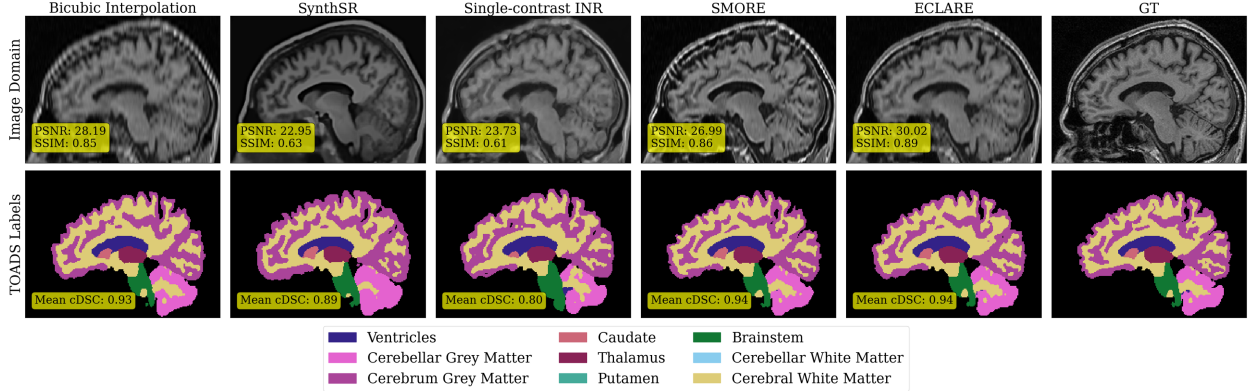 Bicubic Interpolation
SynthSR
Single-contrast INR
SMORE
ECLARE
GT
Image Domain
PSNR: 28.19
SSIM: 0.85
PSNR: 22.95
SSIM: 0.63
PSNR: 23.73
SSIM: 0.61
PSNR: 26.99
SSIM: 0.86
PSNR: 30.02
SSIM: 0.89
TOADS Labels
Mean cDSC: 0.93
Mean cDSC: 0.89
Mean cDSC: 0.80
Mean cDSC: 0.94
Mean cDSC: 0.94
Ventricles
Caudate
Brainstem
Cerebellar Grey Matter
Thalamus
Cerebellar White Matter
Cerebrum Grey Matter
Putamen
Cerebral White Matter